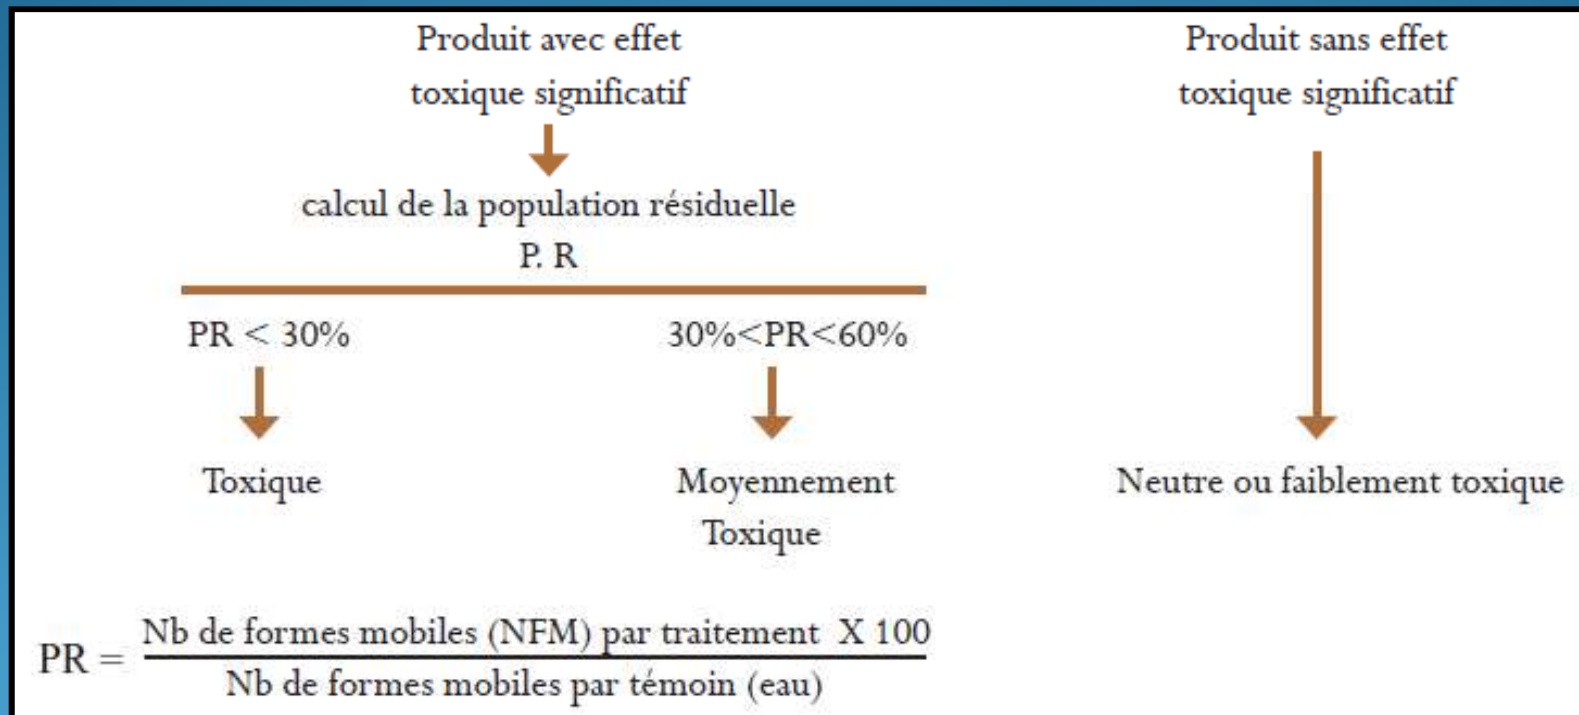 Produit avec effet
toxique significatif
Produit sans effet
toxique significatif
calcul de la population résiduelle
P. R
PR < 30%
30%<PR<60%
Toxique
Moyennement
Toxique
Neutre ou faiblement toxique
PR = Nb de formes mobiles (NFM) par traitement X 100
Nb de formes mobiles par témoin (eau)